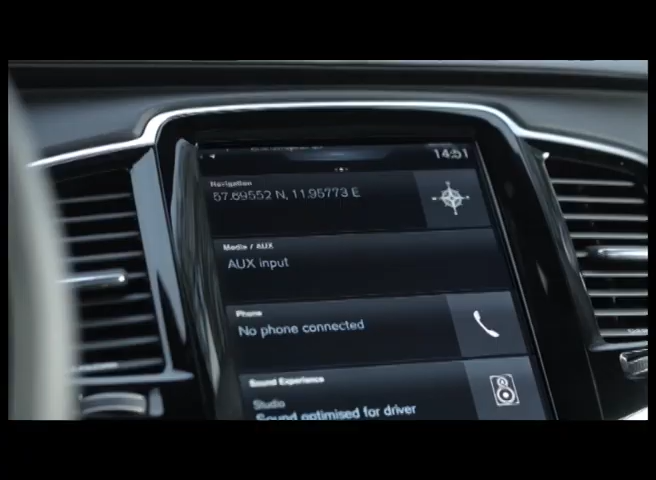 14:51
Navigation
57.69552 N, 11.95773 E
Media / AUX
AUX input
Phone
No phone connected
Sound Experience
Studio
Sound optimised for driver